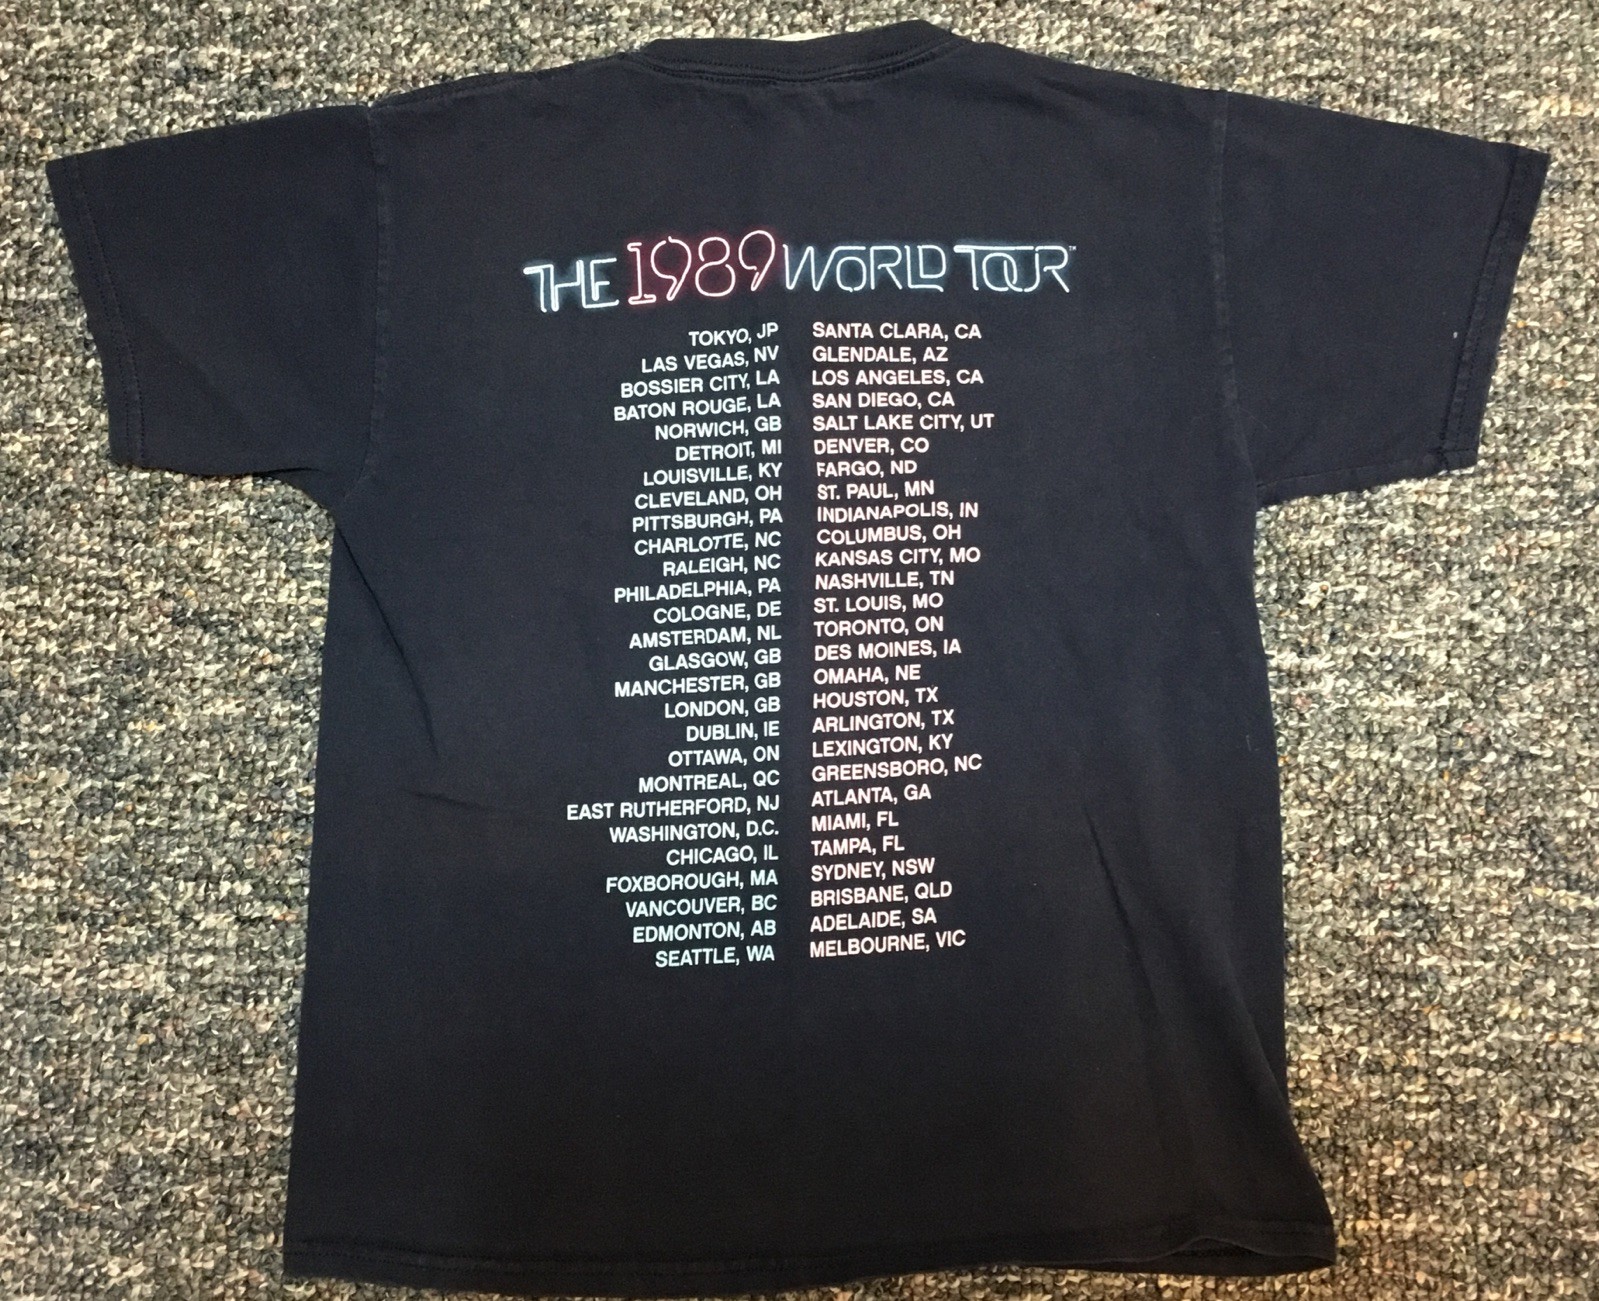 THE 1989 WORLD TOUR™
TOKYO, JP
LAS VEGAS, NV
BOSSIER CITY, LA
BATON ROUGE, LA
NORWICH, GB
DETROIT, MI
LOUISVILLE, KY
CLEVELAND, OH
PITTSBURGH, PA
CHARLOTTE, NC
RALEIGH, NC
PHILADELPHIA, PA
COLOGNE, DE
AMSTERDAM, NL
GLASGOW, GB
MANCHESTER, GB
LONDON, GB
DUBLIN, IE
OTTAWA, ON
MONTREAL, QC
EAST RUTHERFORD, NJ
WASHINGTON, D.C.
CHICAGO, IL
FOXBOROUGH, MA
VANCOUVER, BC
EDMONTON, AB
SEATTLE, WA
SANTA CLARA, CA
GLENDALE, AZ
LOS ANGELES, CA
SAN DIEGO, CA
SALT LAKE CITY, UT
DENVER, CO
FARGO, ND
ST. PAUL, MN
INDIANAPOLIS, IN
COLUMBUS, OH
KANSAS CITY, MO
NASHVILLE, TN
ST. LOUIS, MO
TORONTO, ON
DES MOINES, IA
OMAHA, NE
HOUSTON, TX
ARLINGTON, TX
LEXINGTON, KY
GREENSBORO, NC
ATLANTA, GA
MIAMI, FL
TAMPA, FL
SYDNEY, NSW
BRISBANE, QLD
ADELAIDE, SA
MELBOURNE, VIC